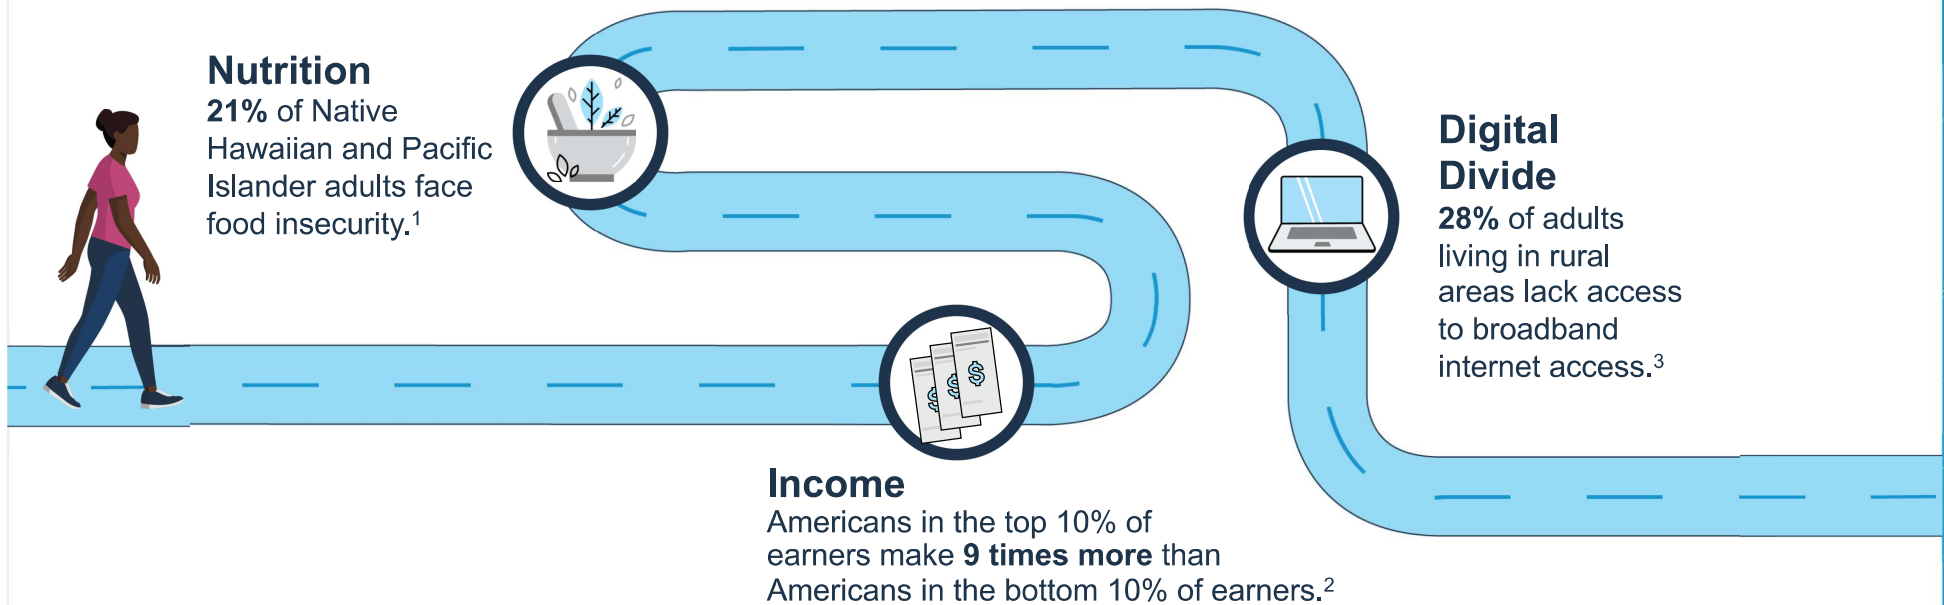 Nutrition
21% of Native
Hawaiian and Pacific
Islander adults face
food insecurity.1
$
$
$
Income
Americans in the top 10% of
earners make 9 times more than
Americans in the bottom 10% of earners.2
Digital
Divide
28% of adults
living in rural
areas lack access
to broadband
internet access.3